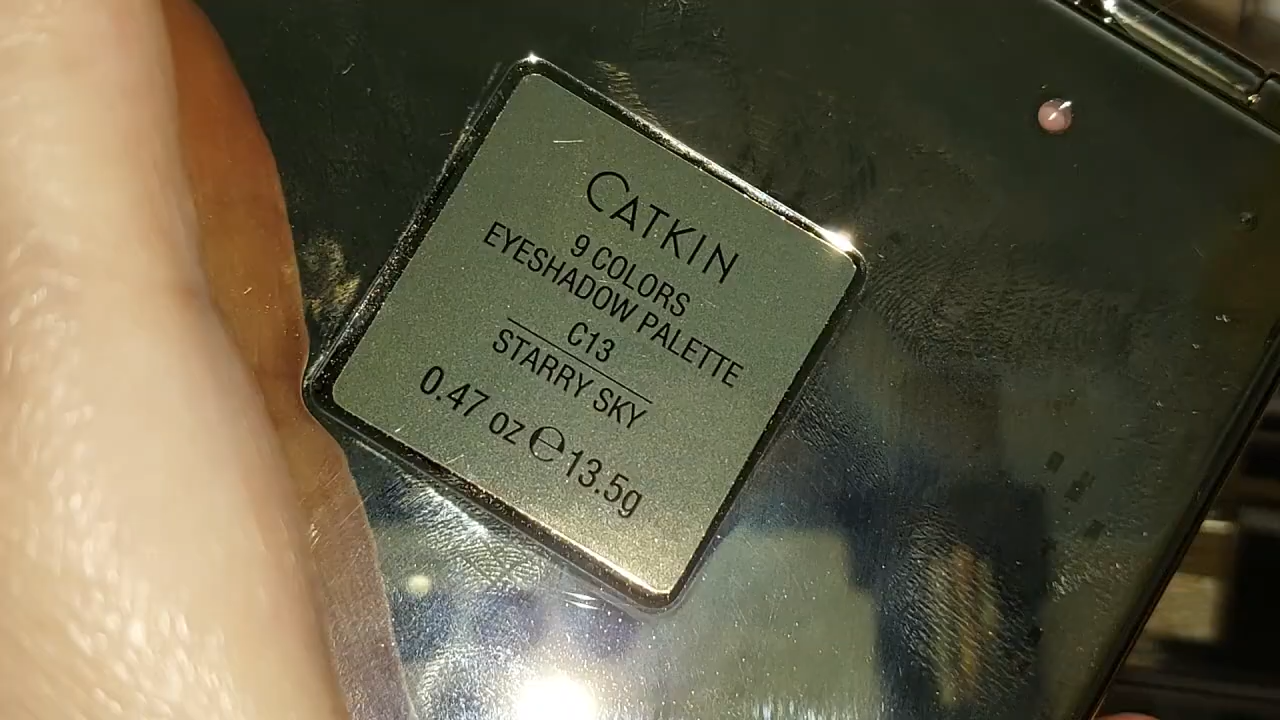 CATKIN
9 COLORS
EYESHADOW PALETTE
C13
STARRY SKY
0.47 oz ℮ 13.5g